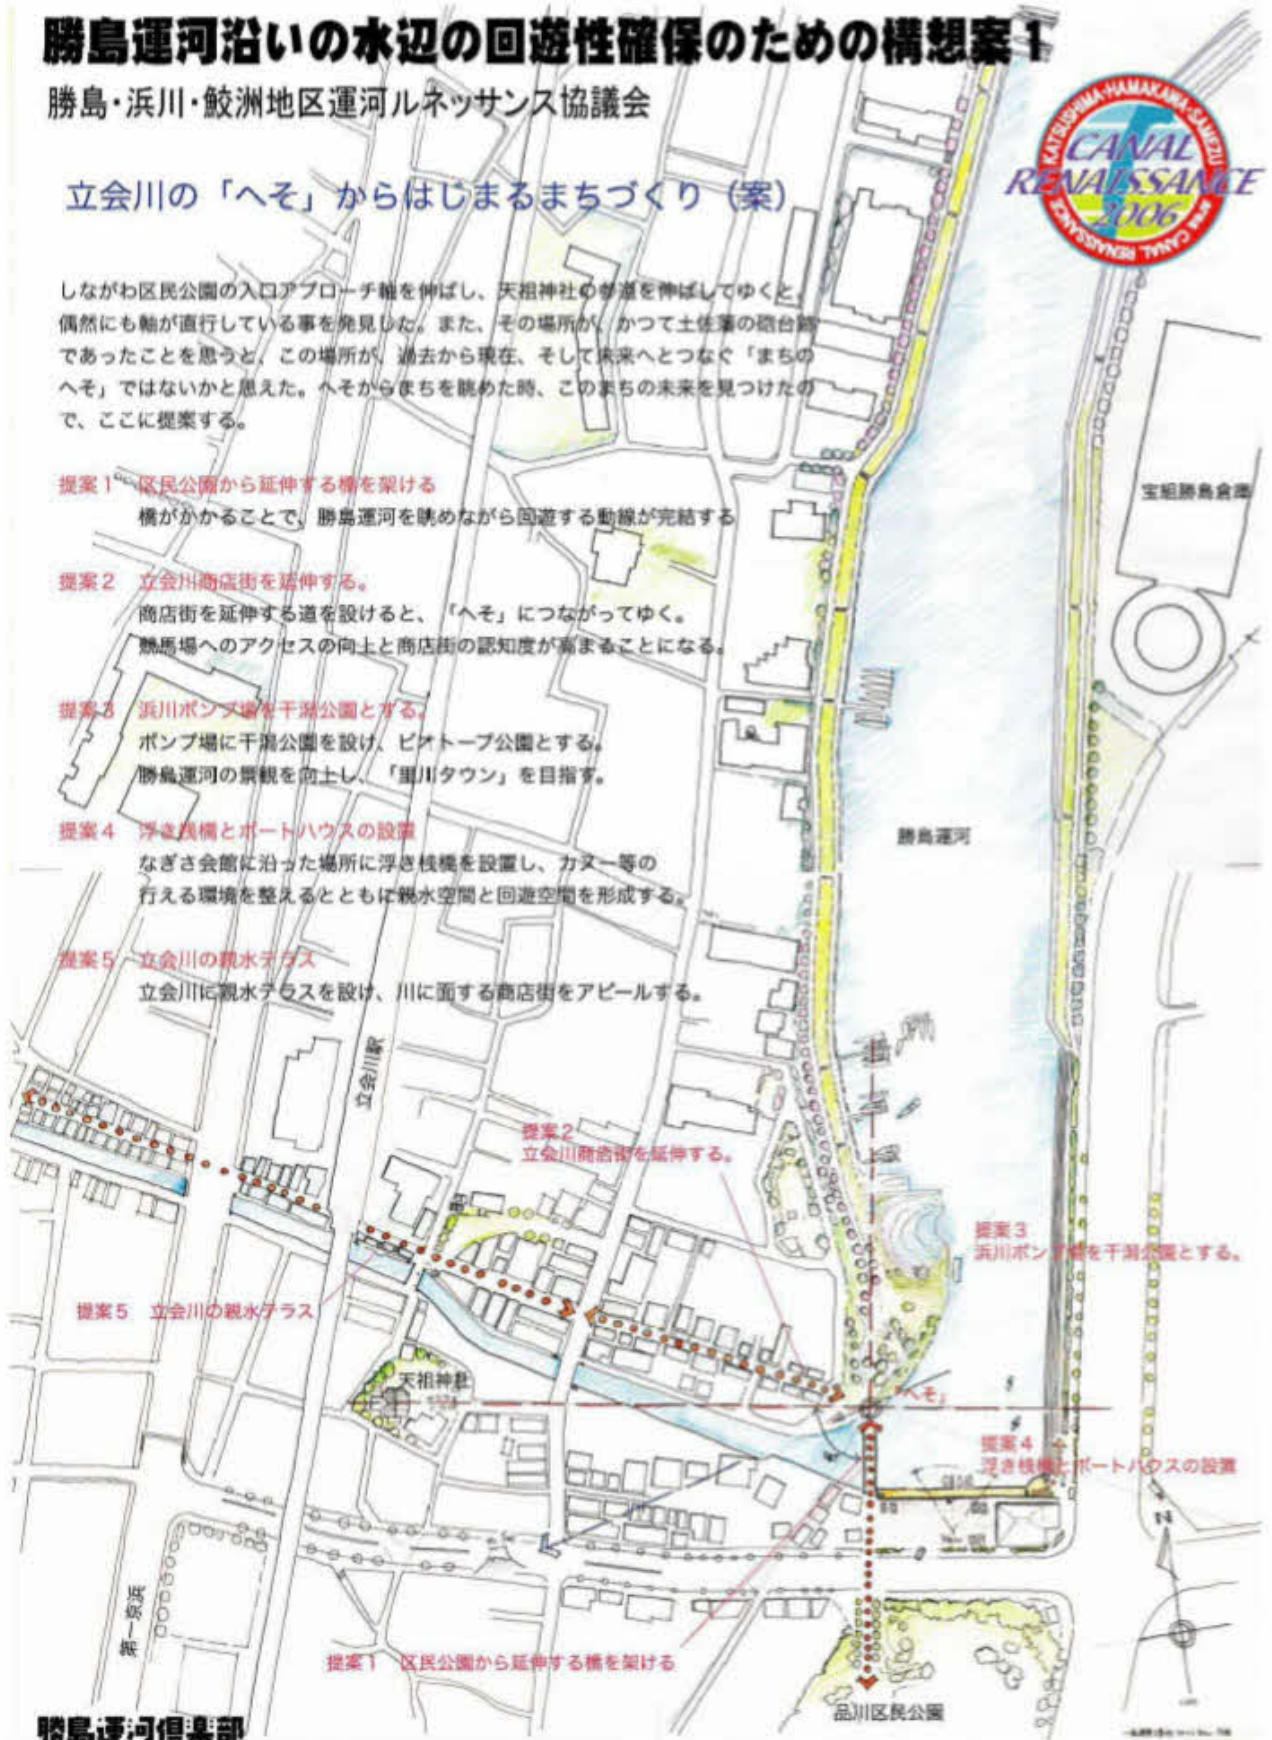 勝島運河沿いの水辺の回遊性確保のための構想案1
勝島・浜川・鮫洲地区運河ルネッサンス協議会
KATSUSHIMA-HAMAKAWA-SAMEZU
CANAL
RENAISSANCE
2006
Area CANAL RENAISSANCE
立会川の「へそ」からはじまるまちづくり（案）
しながわ区民公園の入口アプローチ軸を伸ばし、天祖神社の参道を伸ばしてゆくと、
偶然にも軸が直行している事を発見した。また、その場所が、かつて土佐藩の砲台跡
であったことを思うと、この場所が、過去から現在、そして未来へとつなぐ「まちの
へそ」ではないかと思えた。へそからまちを眺めた時、このまちの未来を見つけたの
で、ここに提案する。
提案1 区民公園から延伸する橋を架ける
橋がかかることで、勝島運河を眺めながら回遊する動線が完結する
宝組勝島倉庫
提案2 立会川商店街を延伸する。
商店街を延伸する道を設けると、「へそ」につながってゆく。
競馬場へのアクセスの向上と商店街の認知度が高まることになる。
提案3 浜川ポンプ場を干潟公園とする。
ポンプ場に干潟公園を設け、ビオトープ公園とする。
勝島運河の景観を向上し、「里川タウン」を目指す。
提案4 浮き桟橋とボートハウスの設置
勝島運河
なぎさ会館に沿った場所に浮き桟橋を設置し、カヌー等の
行える環境を整えるとともに親水空間と回遊空間を形成する。
提案5 立会川の親水テラス
立会川に親水テラスを設け、川に面する商店街をアピールする。
立会川駅
提案2
立会川商店街を延伸する。
提案3
浜川ポンプ場を干潟公園とする。
提案5 立会川の親水テラス
天祖神社
「へそ」
提案4
浮き桟橋とボートハウスの設置
N
第一京浜
提案1 区民公園から延伸する橋を架ける
品川区民公園
勝島運河倶楽部